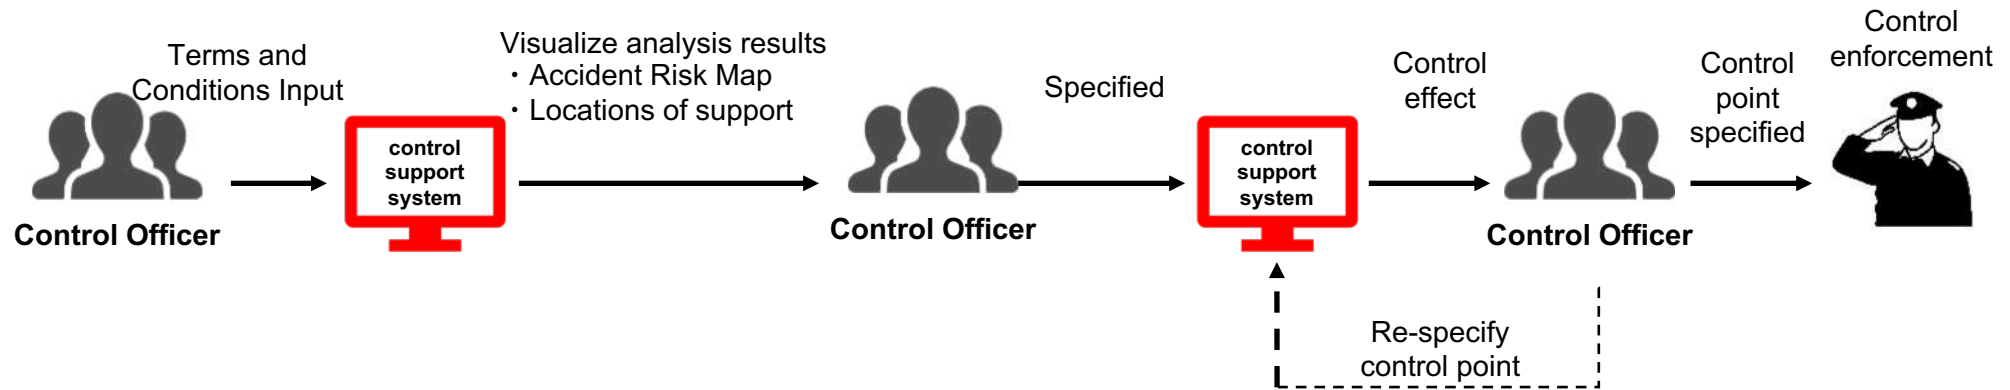 Terms and
Conditions Input
Control Officer
control
support
system
Visualize analysis results
・Accident Risk Map
・Locations of support
Control Officer
Specified
control
support
system
Control
effect
Control Officer
Re-specify
control point
Control
point
specified
Control
enforcement